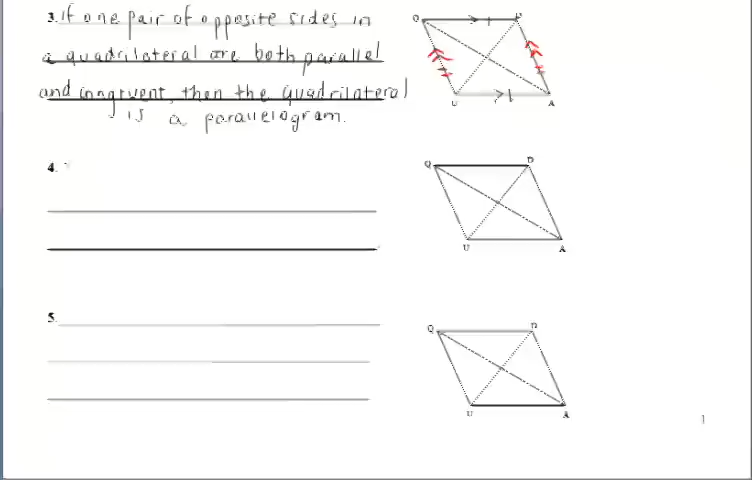 3. If one pair of opposite sides in
a quadrilateral are both parallel
and congruent, then the quadrilateral
is a parallelogram.
Q D
U A
4.
Q D
U A
5.
Q D
U A
1